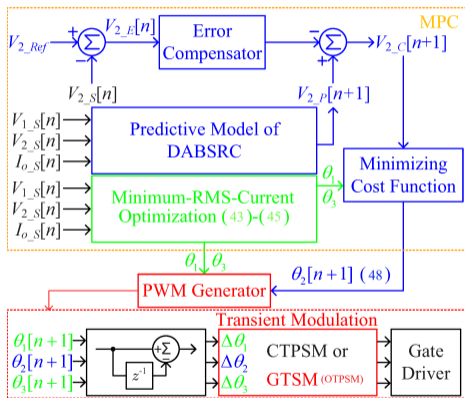 MPC
V2_Ref + Σ − V2_E[n] Error Compensator − Σ + V2_C[n+1]
V2_S[n] V2_P[n+1]
V1_S[n]
V2_S[n]
Io_S[n]
Predictive Model of
DABSRC
V1_S[n]
V2_S[n]
Io_S[n]
Minimum-RMS-Current
Optimization (43)-(45)
θ1
θ3
Minimizing
Cost Function
θ1 θ3
θ2[n+1] (48)
PWM Generator
Transient Modulation
θ1[n+1]
θ2[n+1]
θ3[n+1]
z-1
+Σ−
Δθ1
Δθ2
Δθ3
CTPSM or
GTSM (OTPSM)
Gate
Driver